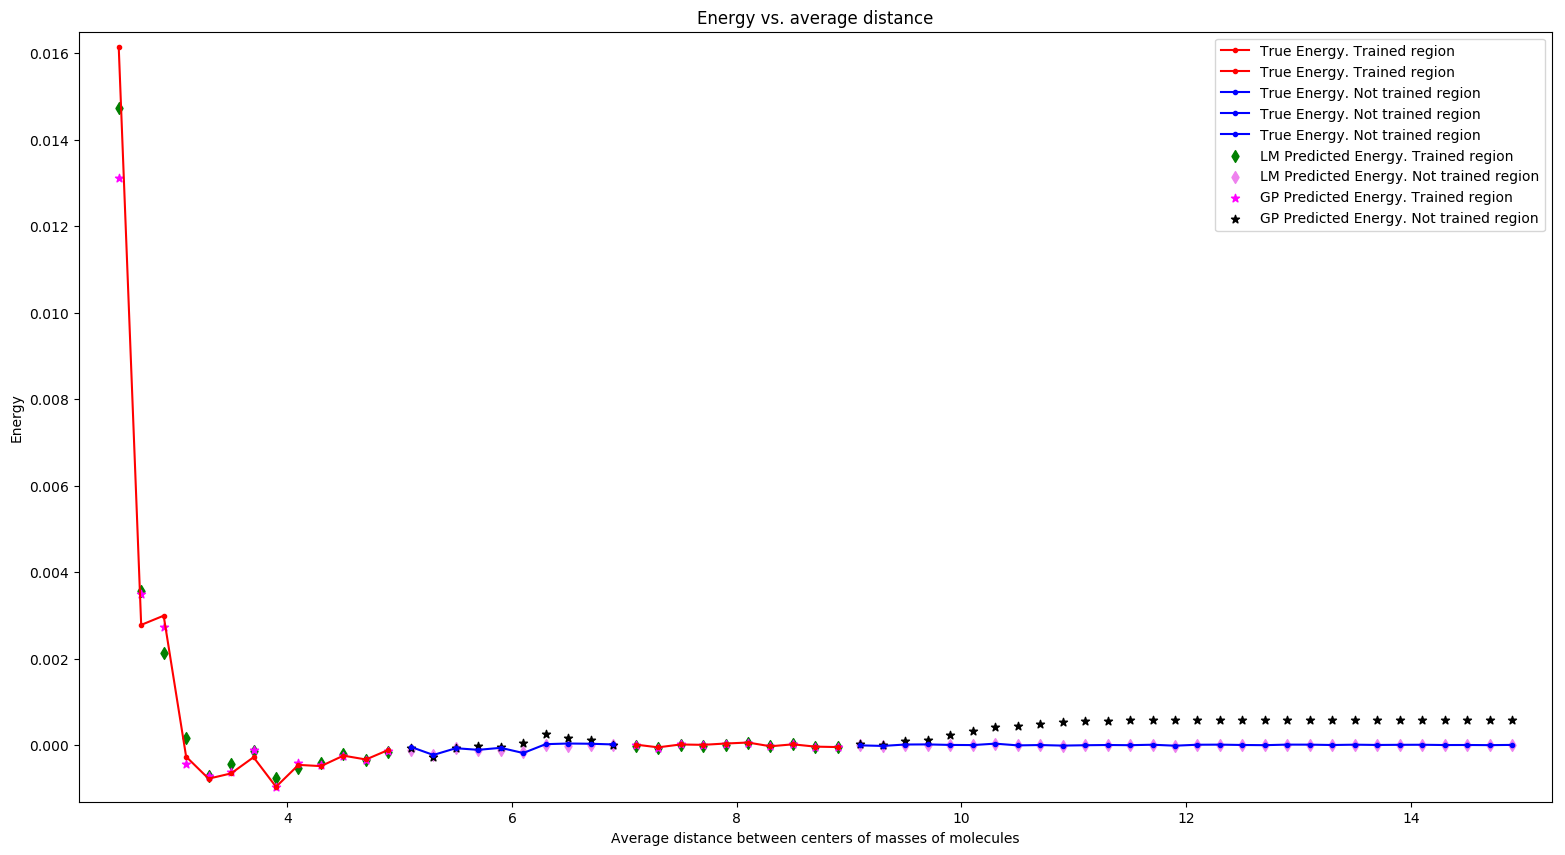 Energy vs. average distance
True Energy. Trained region
True Energy. Trained region
True Energy. Not trained region
True Energy. Not trained region
True Energy. Not trained region
LM Predicted Energy. Trained region
LM Predicted Energy. Not trained region
GP Predicted Energy. Trained region
GP Predicted Energy. Not trained region
Energy
0.016
0.014
0.012
0.010
0.008
0.006
0.004
0.002
0.000
4 6 8 10 12 14
Average distance between centers of masses of molecules